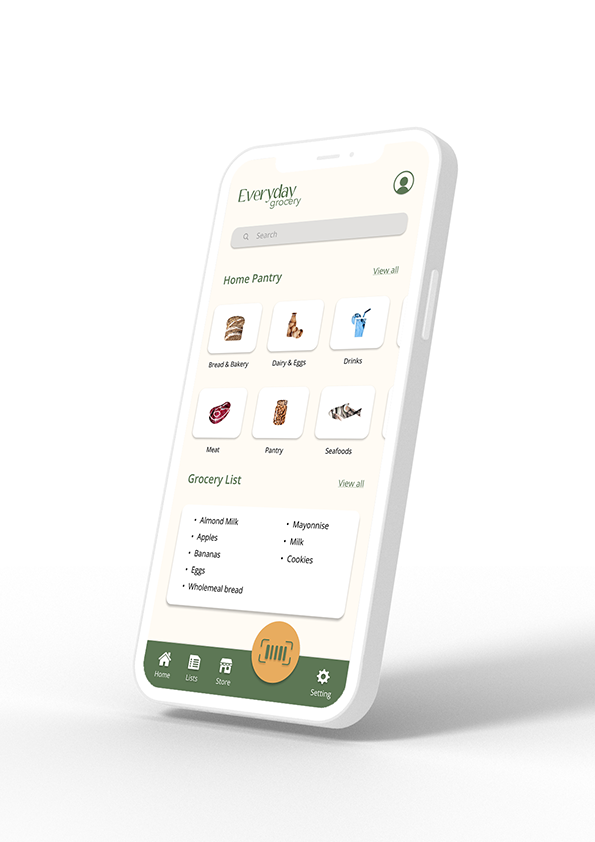 Everyday
grocery
Search
Home Pantry
View all
Bread & Bakery
Dairy & Eggs
Drinks
Meat
Pantry
Seafoods
Grocery List
View all
• Almond Milk
• Apples
• Bananas
• Eggs
• Wholemeal bread
• Mayonnise
• Milk
• Cookies
Home
Lists
Store
Setting